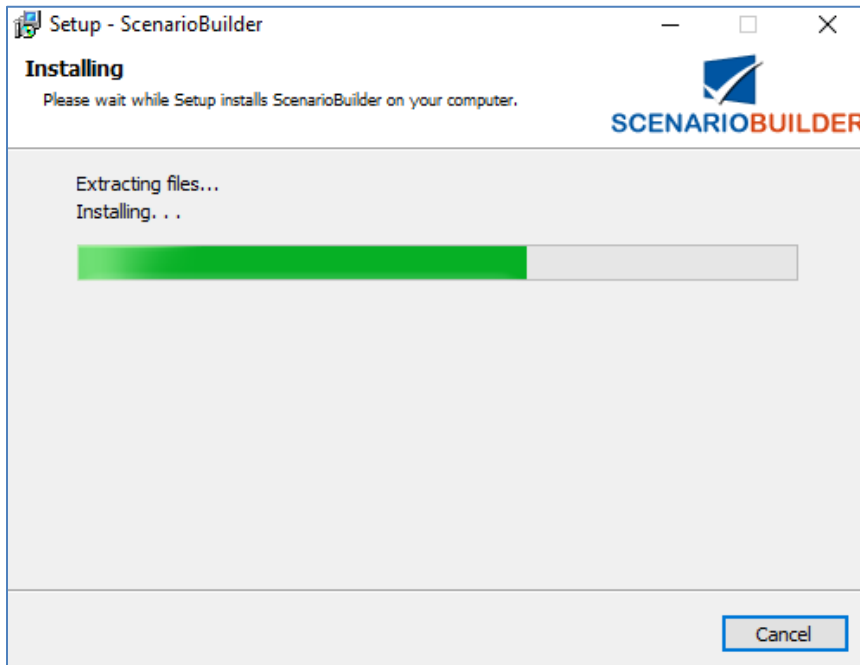 Setup - ScenarioBuilder
Installing
Please wait while Setup installs ScenarioBuilder on your computer.
SCENARIOBUILDER
Extracting files...
Installing. . .
Cancel